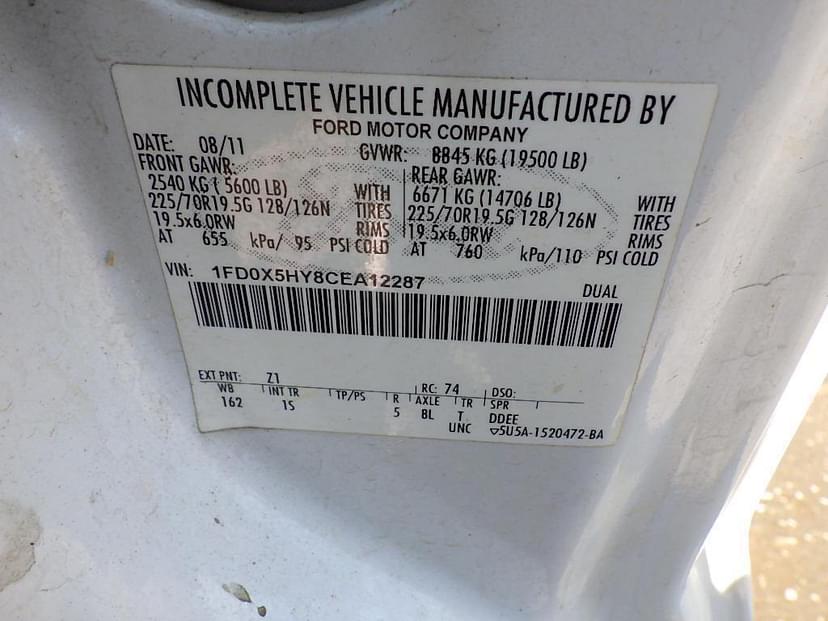 INCOMPLETE VEHICLE MANUFACTURED BY
FORD MOTOR COMPANY
DATE: 08/11 GVWR: 8845 KG (19500 LB)
FRONT GAWR: REAR GAWR:
2540 KG ( 5600 LB) WITH 6671 KG (14706 LB) WITH
225/70R19.5G 128/126N TIRES 225/70R19.5G 128/126N TIRES
19.5x6.0RW RIMS 19.5x6.0RW RIMS
AT 655 kPa/ 95 PSI COLD AT 760 kPa/110 PSI COLD
VIN: 1FD0X5HY8CEA12287 DUAL
EXT PNT: Z1 RC: 74 DSO:
WB INT TR TP/PS R AXLE TR SPR
162 1S 5 BL T DDEE
UNC 5U5A-1520472-BA